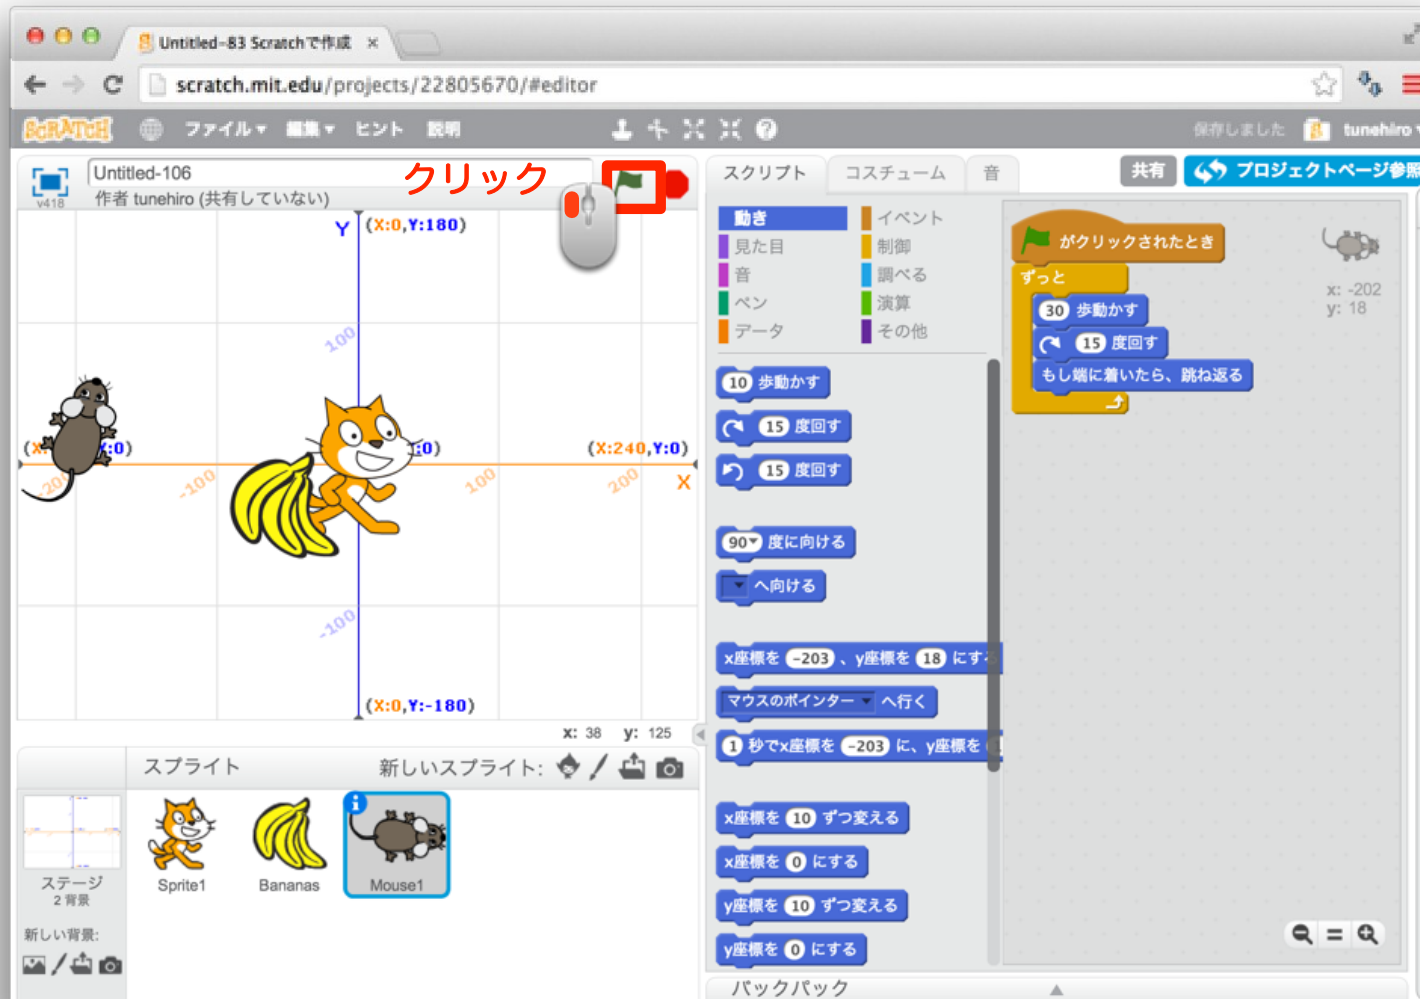 Untitled-83 Scratchで作成
scratch.mit.edu/projects/22805670/#editor
SCRATCH ファイル 編集 ヒント 説明 保存しました tunehiro
v418
Untitled-106
作者 tunehiro (共有していない)
クリック
スクリプト コスチューム 音 共有 プロジェクトページ参照
Y (X:0,Y:180)
100
(X: Y:0) :0) (X:240,Y:0)
-200 -100 100 200 X
-100
(X:0,Y:-180)
x: 38 y: 125
動き イベント
見た目 制御
音 調べる
ペン 演算
データ その他
10 歩動かす
15 度回す
15 度回す
90 度に向ける
へ向ける
x座標を -203 、y座標を 18 にする
マウスのポインター へ行く
1 秒でx座標を -203 に、y座標を
x座標を 10 ずつ変える
x座標を 0 にする
y座標を 10 ずつ変える
y座標を 0 にする
がクリックされたとき
ずっと
30 歩動かす
15 度回す
もし端に着いたら、跳ね返る
x: -202
y: 18
スプライト 新しいスプライト:
ステージ
2 背景
新しい背景:
Sprite1 Bananas Mouse1
バックパック